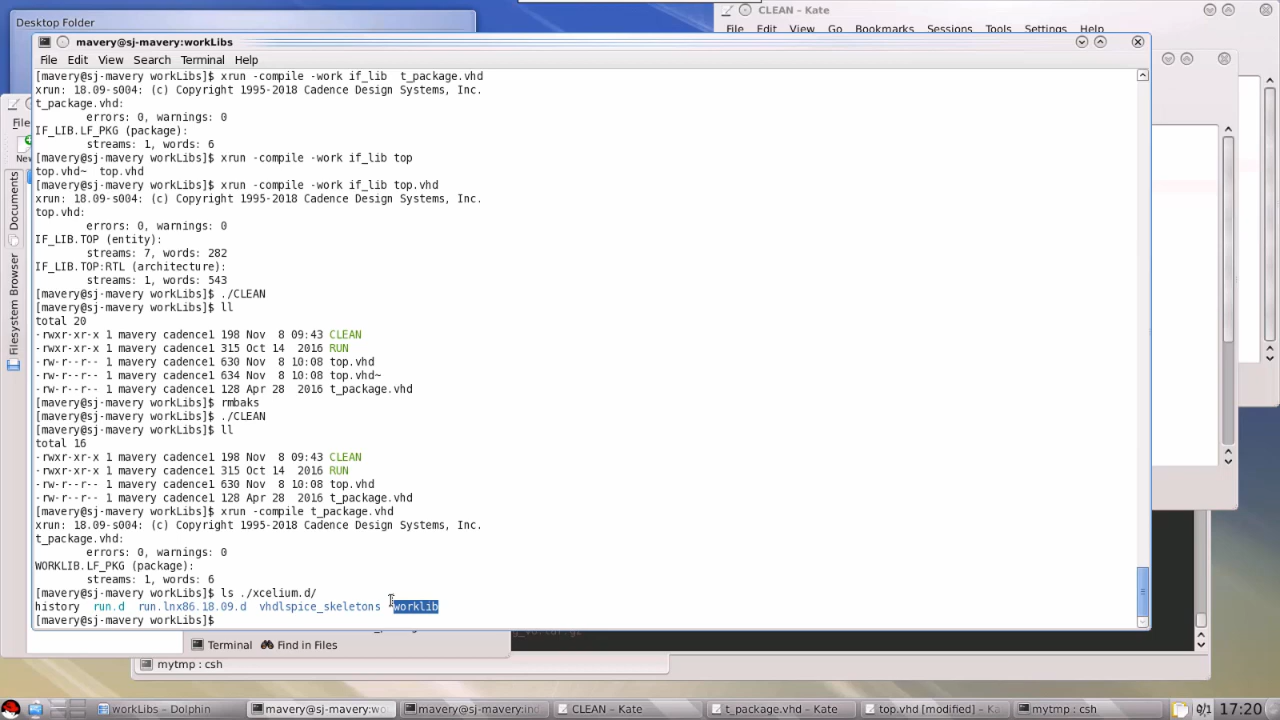 Desktop Folder
CLEAN – Kate
File Edit View Go Bookmarks Sessions Tools Settings Help
mavery@sj-mavery:workLibs
File Edit View Search Terminal Help
[mavery@sj-mavery workLibs]$ xrun -compile -work if_lib  t_package.vhd
xrun: 18.09-s004: (c) Copyright 1995-2018 Cadence Design Systems, Inc.
t_package.vhd:
errors: 0, warnings: 0
IF_LIB.LF_PKG (package):
streams: 1, words: 6
[mavery@sj-mavery workLibs]$ xrun -compile -work if_lib top
top.vhd~  top.vhd
[mavery@sj-mavery workLibs]$ xrun -compile -work if_lib top.vhd
xrun: 18.09-s004: (c) Copyright 1995-2018 Cadence Design Systems, Inc.
top.vhd:
errors: 0, warnings: 0
IF_LIB.TOP (entity):
streams: 7, words: 282
IF_LIB.TOP:RTL (architecture):
streams: 1, words: 543
[mavery@sj-mavery workLibs]$ ./CLEAN
[mavery@sj-mavery workLibs]$ ll
total 20
-rwxr-xr-x 1 mavery cadence1 198 Nov  8 09:43 CLEAN
-rwxr-xr-x 1 mavery cadence1 315 Oct 14  2016 RUN
-rw-r--r-- 1 mavery cadence1 630 Nov  8 10:08 top.vhd
-rw-r--r-- 1 mavery cadence1 634 Nov  8 10:08 top.vhd~
-rw-r--r-- 1 mavery cadence1 128 Apr 28  2016 t_package.vhd
[mavery@sj-mavery workLibs]$ rmbaks
[mavery@sj-mavery workLibs]$ ./CLEAN
[mavery@sj-mavery workLibs]$ ll
total 16
-rwxr-xr-x 1 mavery cadence1 198 Nov  8 09:43 CLEAN
-rwxr-xr-x 1 mavery cadence1 315 Oct 14  2016 RUN
-rw-r--r-- 1 mavery cadence1 630 Nov  8 10:08 top.vhd
-rw-r--r-- 1 mavery cadence1 128 Apr 28  2016 t_package.vhd
[mavery@sj-mavery workLibs]$ xrun -compile t_package.vhd
xrun: 18.09-s004: (c) Copyright 1995-2018 Cadence Design Systems, Inc.
t_package.vhd:
errors: 0, warnings: 0
WORKLIB.LF_PKG (package):
streams: 1, words: 6
[mavery@sj-mavery workLibs]$ ls ./xcelium.d/
history  run.d  run.lnx86.18.09.d  vhdlspice_skeletons  worklib
[mavery@sj-mavery workLibs]$
Documents
Filesystem Browser
Terminal Find in Files
mytmp : csh
workLibs – Dolphin
mavery@sj-mavery:wo
mavery@sj-mavery:ind
CLEAN – Kate
t_package.vhd – Kate
top.vhd [modified] – Ka
mytmp : csh
0/1
17:20